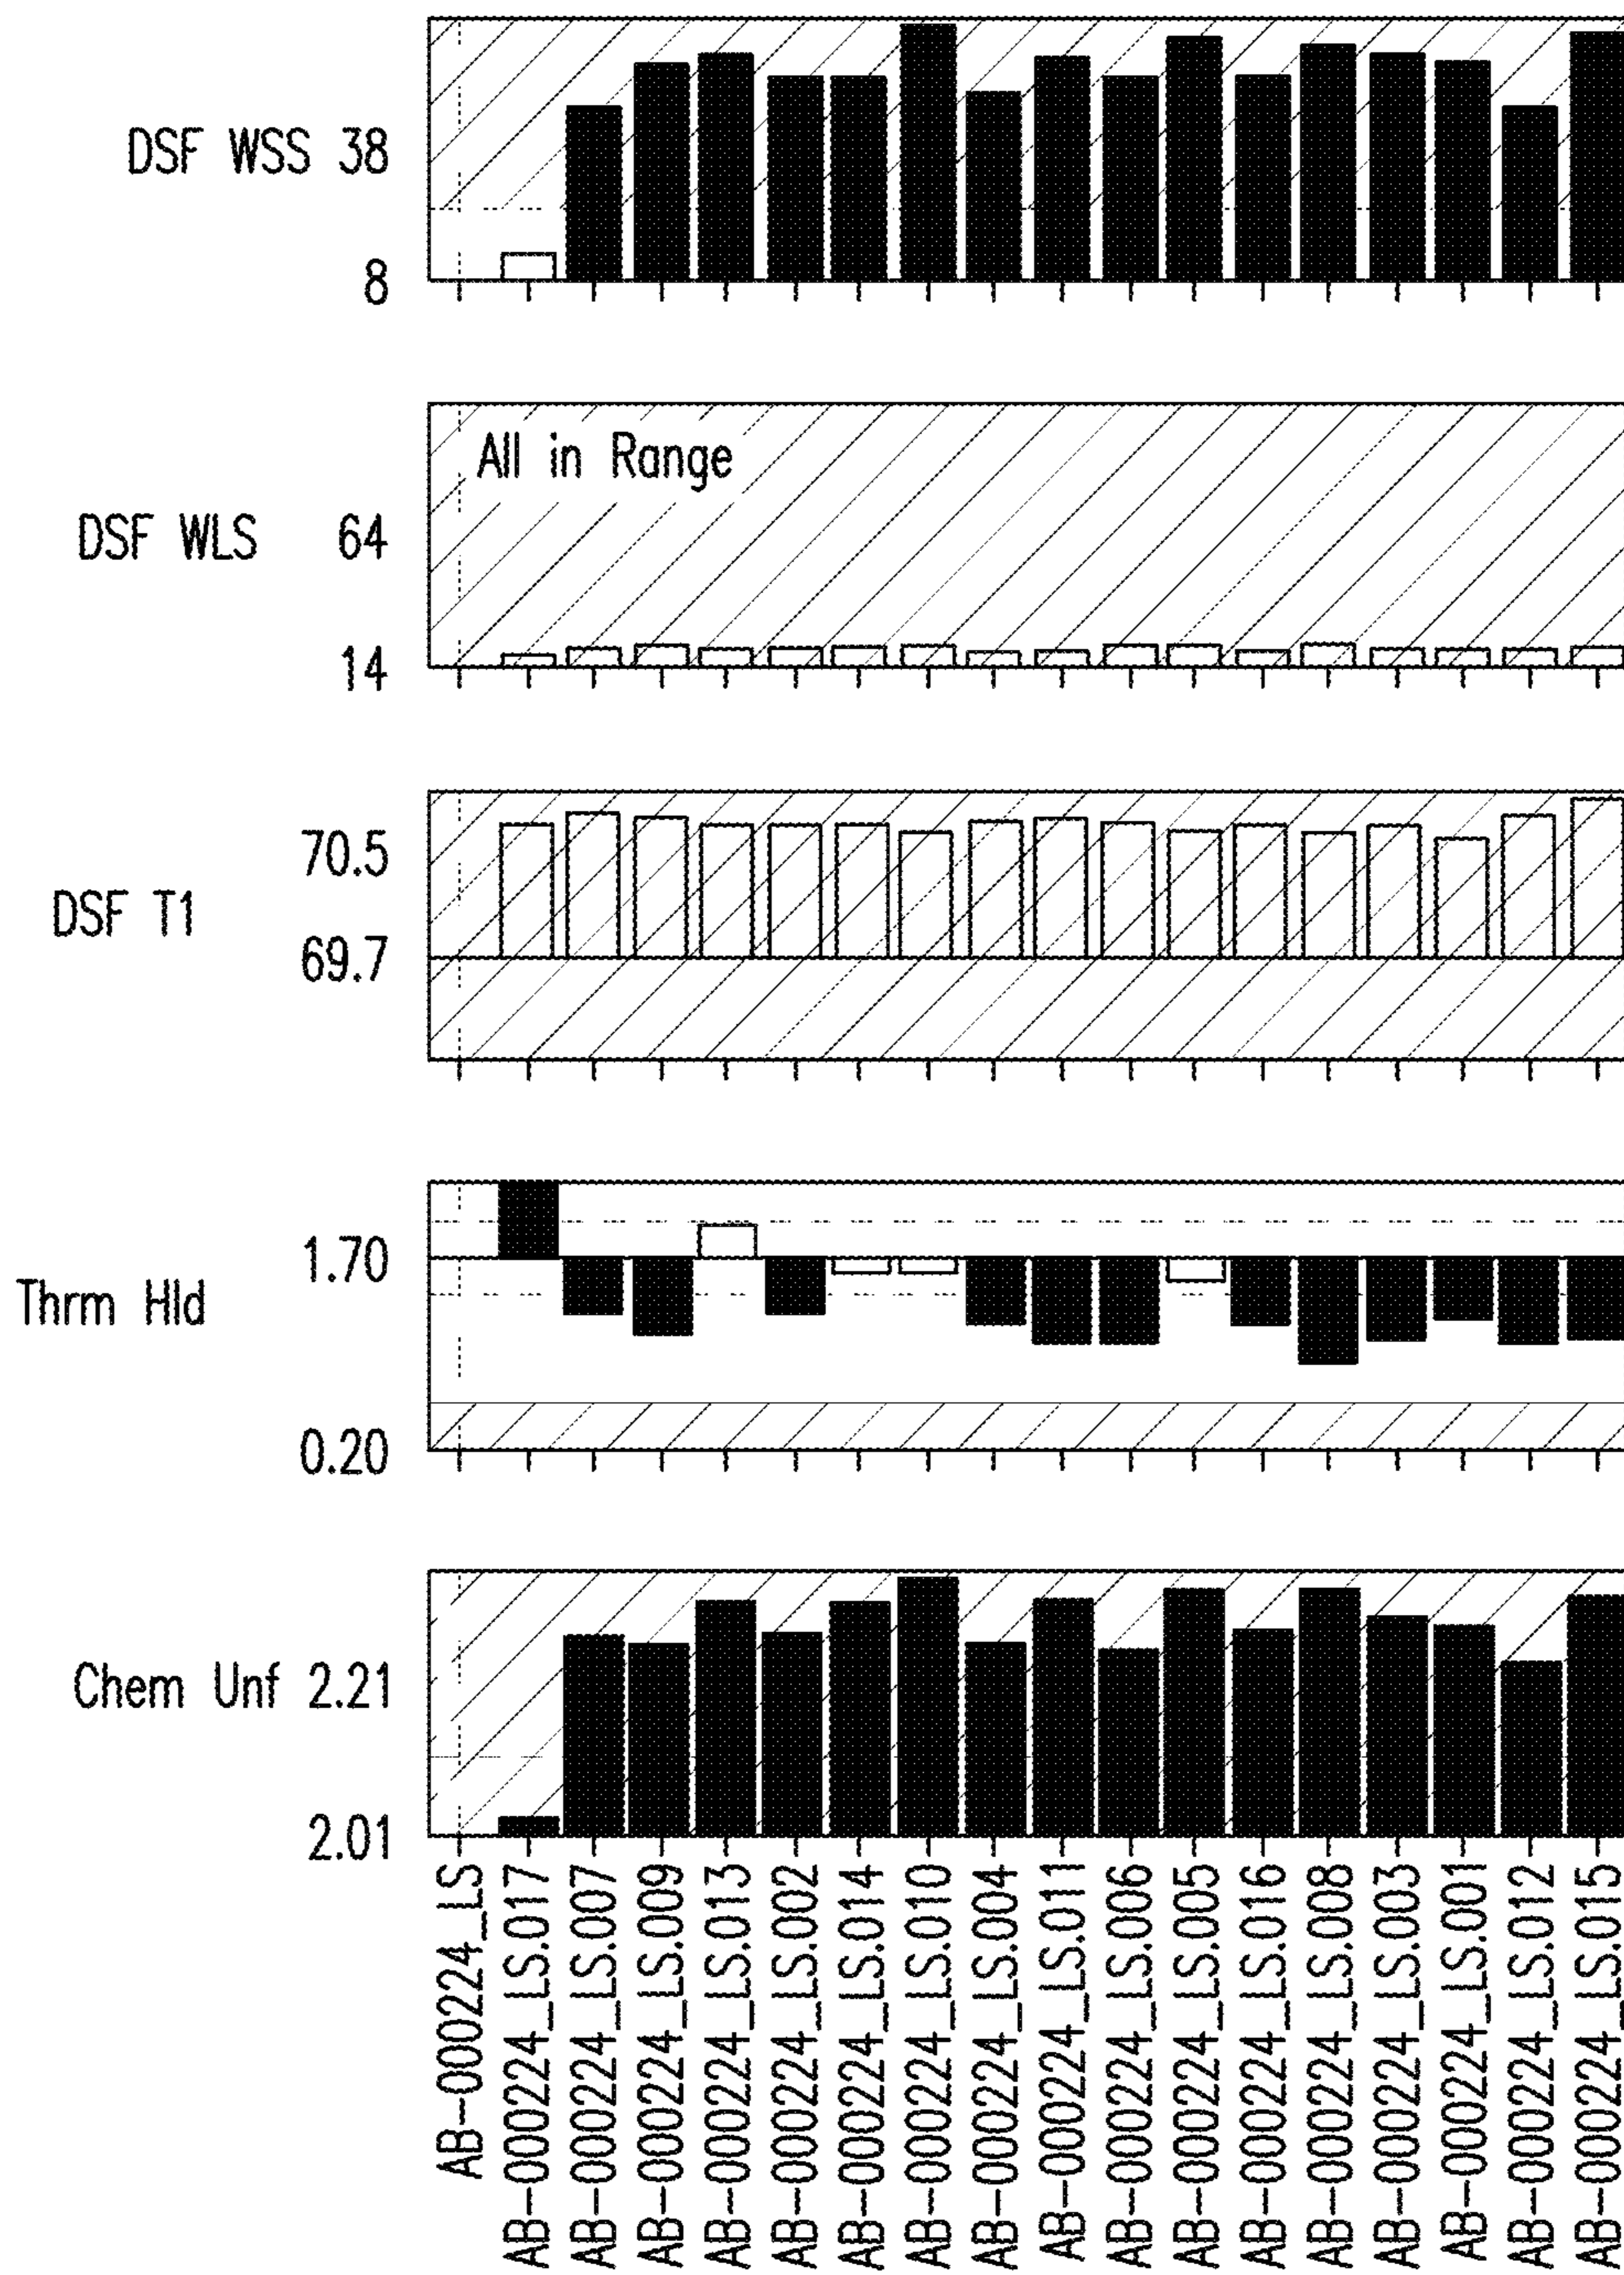 DSF WSS 38
8
All in Range
DSF WLS 64
14
70.5
DSF T1
69.7
1.70
Thrm Hld
0.20
Chem Unf 2.21
2.01
AB-000224_LS
AB-000224_LS.017
AB-000224_LS.007
AB-000224_LS.009
AB-000224_LS.013
AB-000224_LS.002
AB-000224_LS.014
AB-000224_LS.010
AB-000224_LS.004
AB-000224_LS.011
AB-000224_LS.006
AB-000224_LS.005
AB-000224_LS.016
AB-000224_LS.008
AB-000224_LS.003
AB-000224_LS.001
AB-000224_LS.012
AB-000224_LS.015